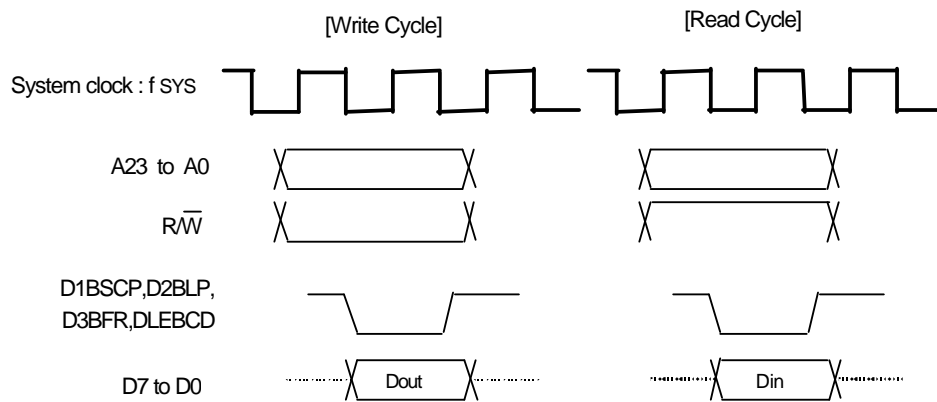 [Write Cycle]
[Read Cycle]
System clock : f SYS
A23 to A0
R/W̅
D1BSCP,D2BLP,
D3BFR,DLEBCD
D7 to D0
Dout
Din